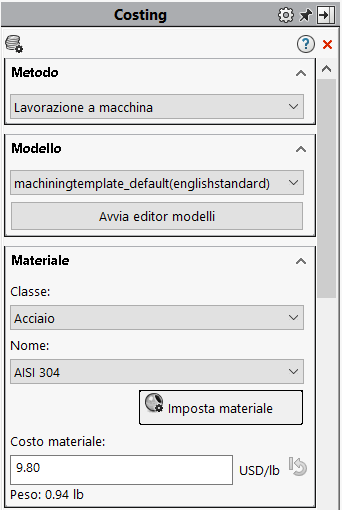 Costing
Metodo
Lavorazione a macchina
Modello
machiningtemplate_default(englishstandard)
Avvia editor modelli
Materiale
Classe:
Acciaio
Nome:
AISI 304
Imposta materiale
Costo materiale:
9.80 USD/lb
Peso: 0.94 lb